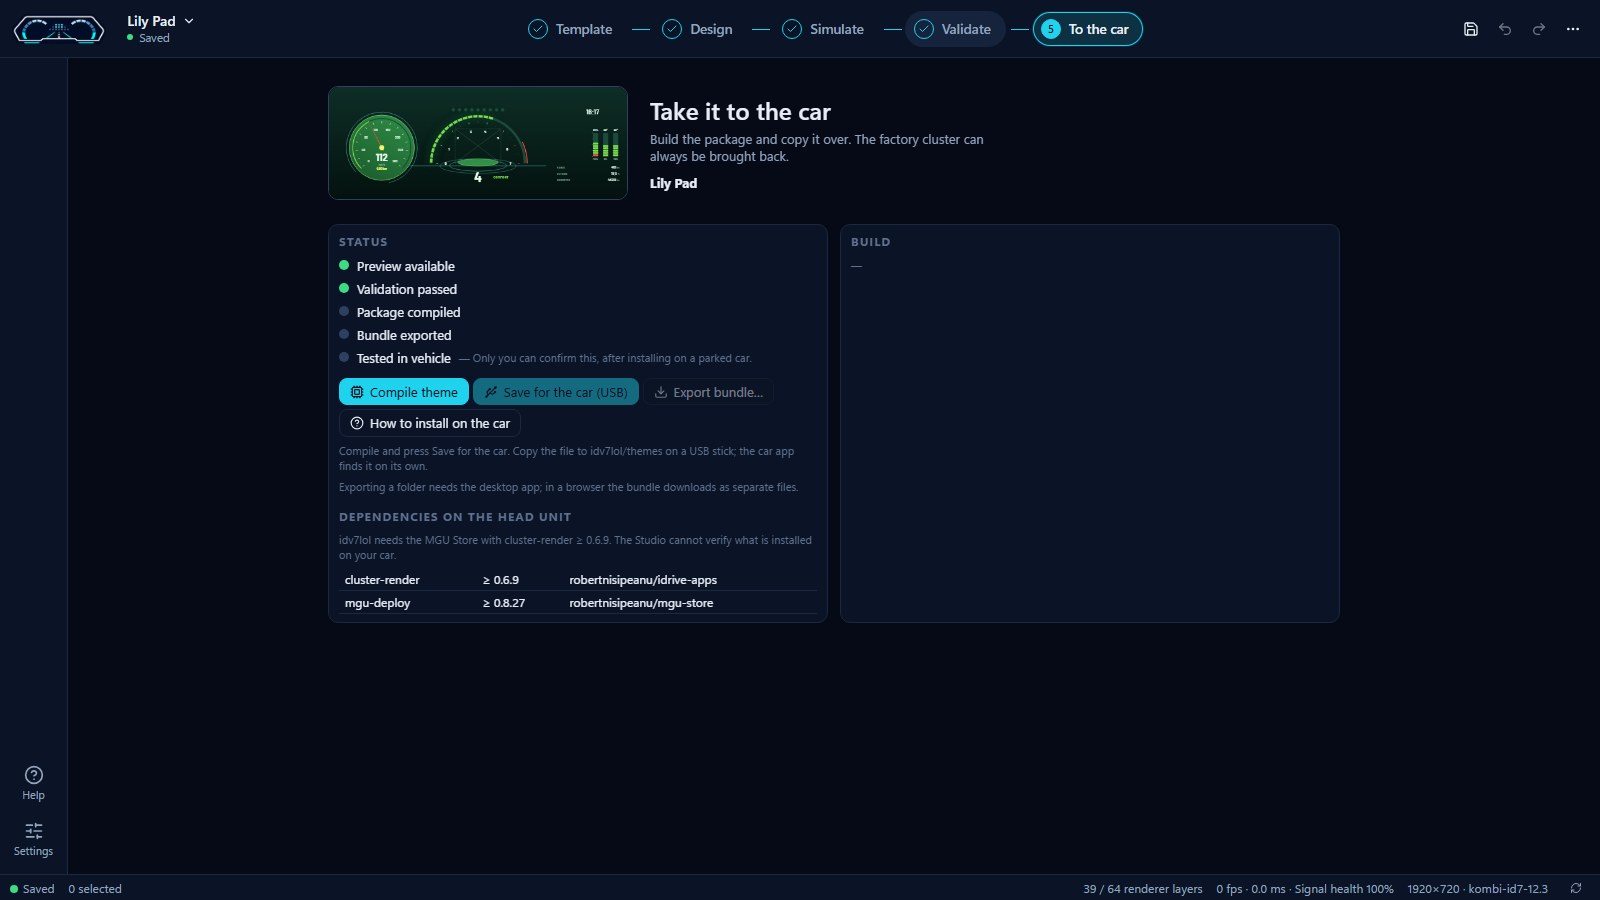 Lily Pad
Saved
Template
Design
Simulate
Validate
5 To the car
16:17
112
4
Take it to the car
Build the package and copy it over. The factory cluster can
always be brought back.
Lily Pad
STATUS
Preview available
Validation passed
Package compiled
Bundle exported
Tested in vehicle — Only you can confirm this, after installing on a parked car.
Compile theme
Save for the car (USB)
Export bundle...
How to install on the car
Compile and press Save for the car. Copy the file to idv7lol/themes on a USB stick; the car app
finds it on its own.
Exporting a folder needs the desktop app; in a browser the bundle downloads as separate files.
DEPENDENCIES ON THE HEAD UNIT
idv7lol needs the MGU Store with cluster-render ≥ 0.6.9. The Studio cannot verify what is installed
on your car.
cluster-render ≥ 0.6.9 robertnisipeanu/idrive-apps
mgu-deploy ≥ 0.8.27 robertnisipeanu/mgu-store
BUILD
—
Help
Settings
Saved 0 selected
39 / 64 renderer layers 0 fps · 0.0 ms · Signal health 100% 1920×720 · kombi-id7-12.3